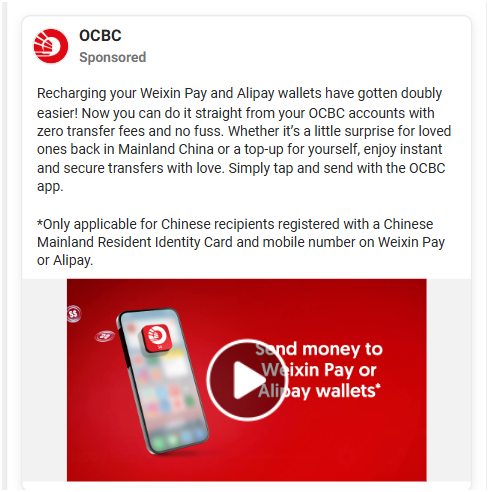 OCBC
Sponsored
Recharging your Weixin Pay and Alipay wallets have gotten doubly
easier! Now you can do it straight from your OCBC accounts with
zero transfer fees and no fuss. Whether it’s a little surprise for loved
ones back in Mainland China or a top-up for yourself, enjoy instant
and secure transfers with love. Simply tap and send with the OCBC
app.
*Only applicable for Chinese recipients registered with a Chinese
Mainland Resident Identity Card and mobile number on Weixin Pay
or Alipay.
S$
Send money to
Weixin Pay or
Alipay wallets*